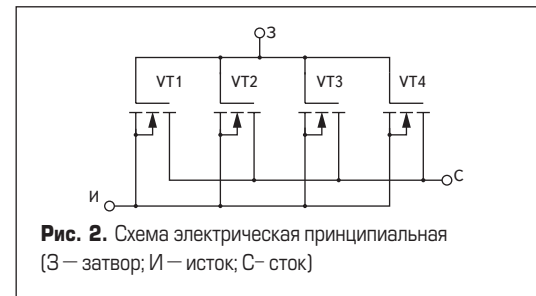 З
VT1 VT2 VT3 VT4
С
И
Рис. 2. Схема электрическая принципиальная
(З — затвор; И — исток; С– сток)